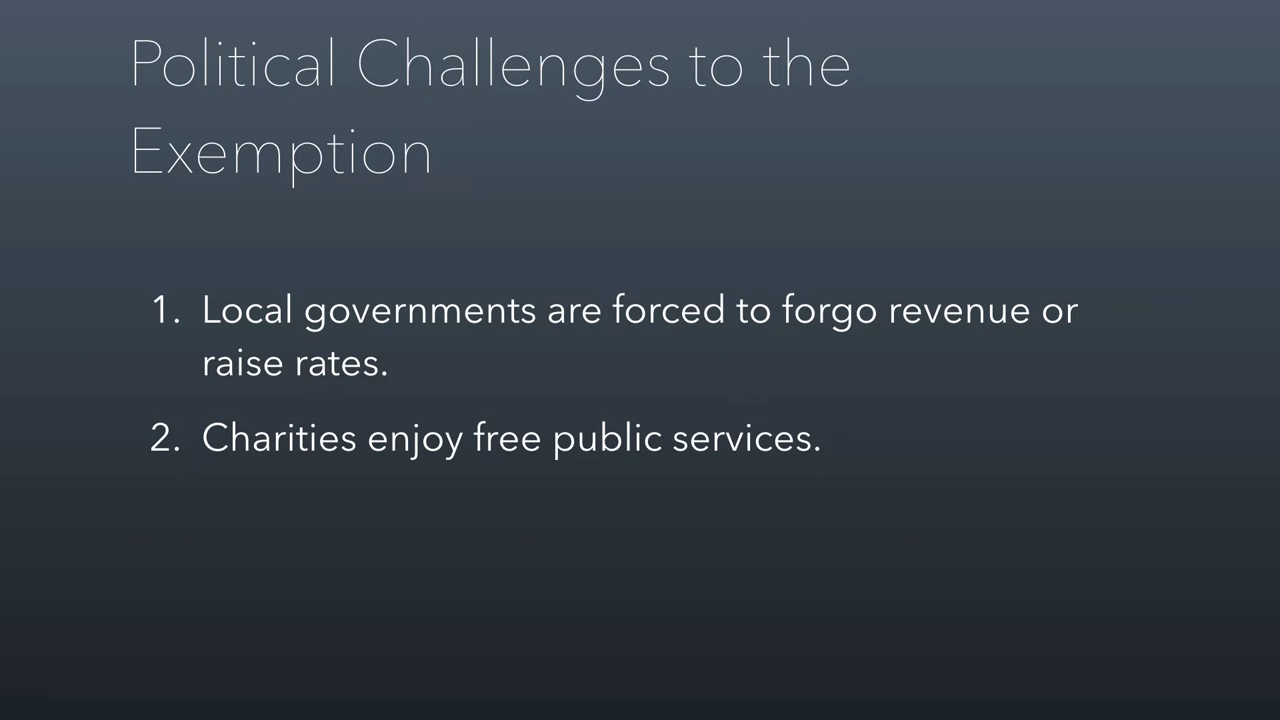 Political Challenges to the
Exemption
1. Local governments are forced to forgo revenue or
raise rates.
2. Charities enjoy free public services.